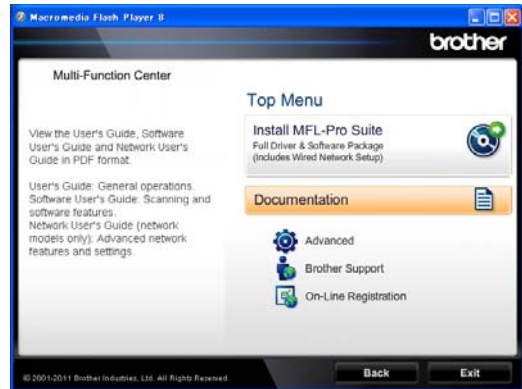 Macromedia Flash Player 8
brother
Multi-Function Center
View the User's Guide, Software
User's Guide and Network User's
Guide in PDF format.
User's Guide: General operations.
Software User's Guide: Scanning and
software features.
Network User's Guide (network
models only): Advanced network
features and settings.
Top Menu
Install MFL-Pro Suite
Full Driver & Software Package
(Includes Wired Network Setup)
Documentation
Advanced
Brother Support
On-Line Registration
© 2001-2011 Brother Industries, Ltd. All Rights Reserved.
Back
Exit